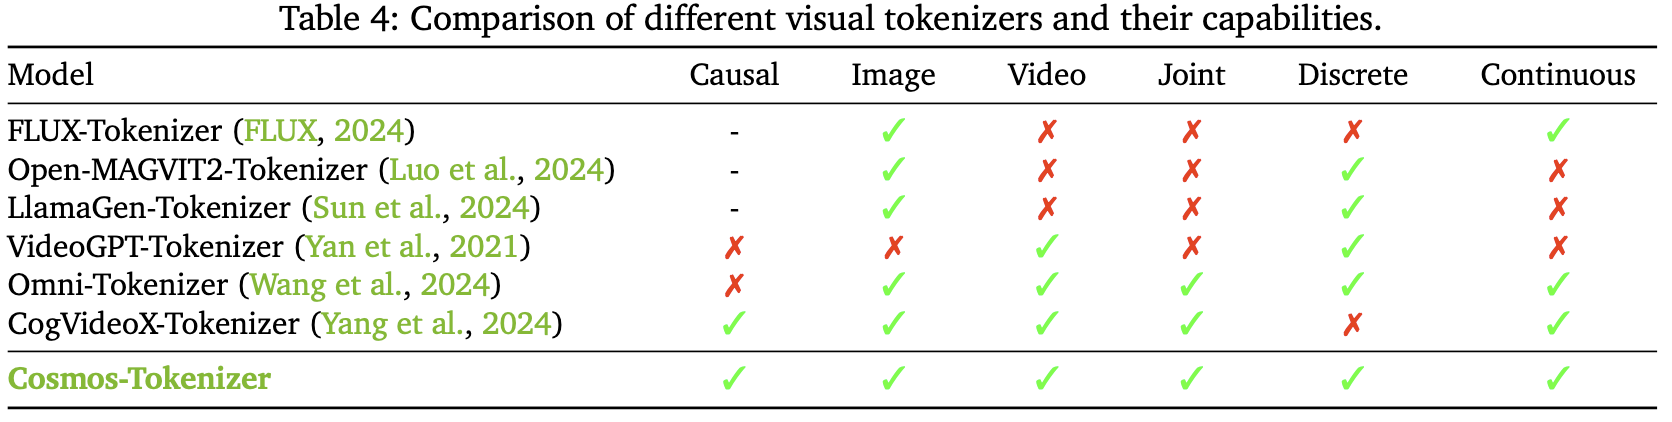 Table 4: Comparison of different visual tokenizers and their capabilities.
Model Causal Image Video Joint Discrete Continuous
FLUX-Tokenizer (FLUX, 2024) - ✓ ✗ ✗ ✗ ✓
Open-MAGVIT2-Tokenizer (Luo et al., 2024) - ✓ ✗ ✗ ✓ ✗
LlamaGen-Tokenizer (Sun et al., 2024) - ✓ ✗ ✗ ✓ ✗
VideoGPT-Tokenizer (Yan et al., 2021) ✗ ✗ ✓ ✗ ✓ ✗
Omni-Tokenizer (Wang et al., 2024) ✗ ✓ ✓ ✓ ✓ ✓
CogVideoX-Tokenizer (Yang et al., 2024) ✓ ✓ ✓ ✓ ✗ ✓
Cosmos-Tokenizer ✓ ✓ ✓ ✓ ✓ ✓